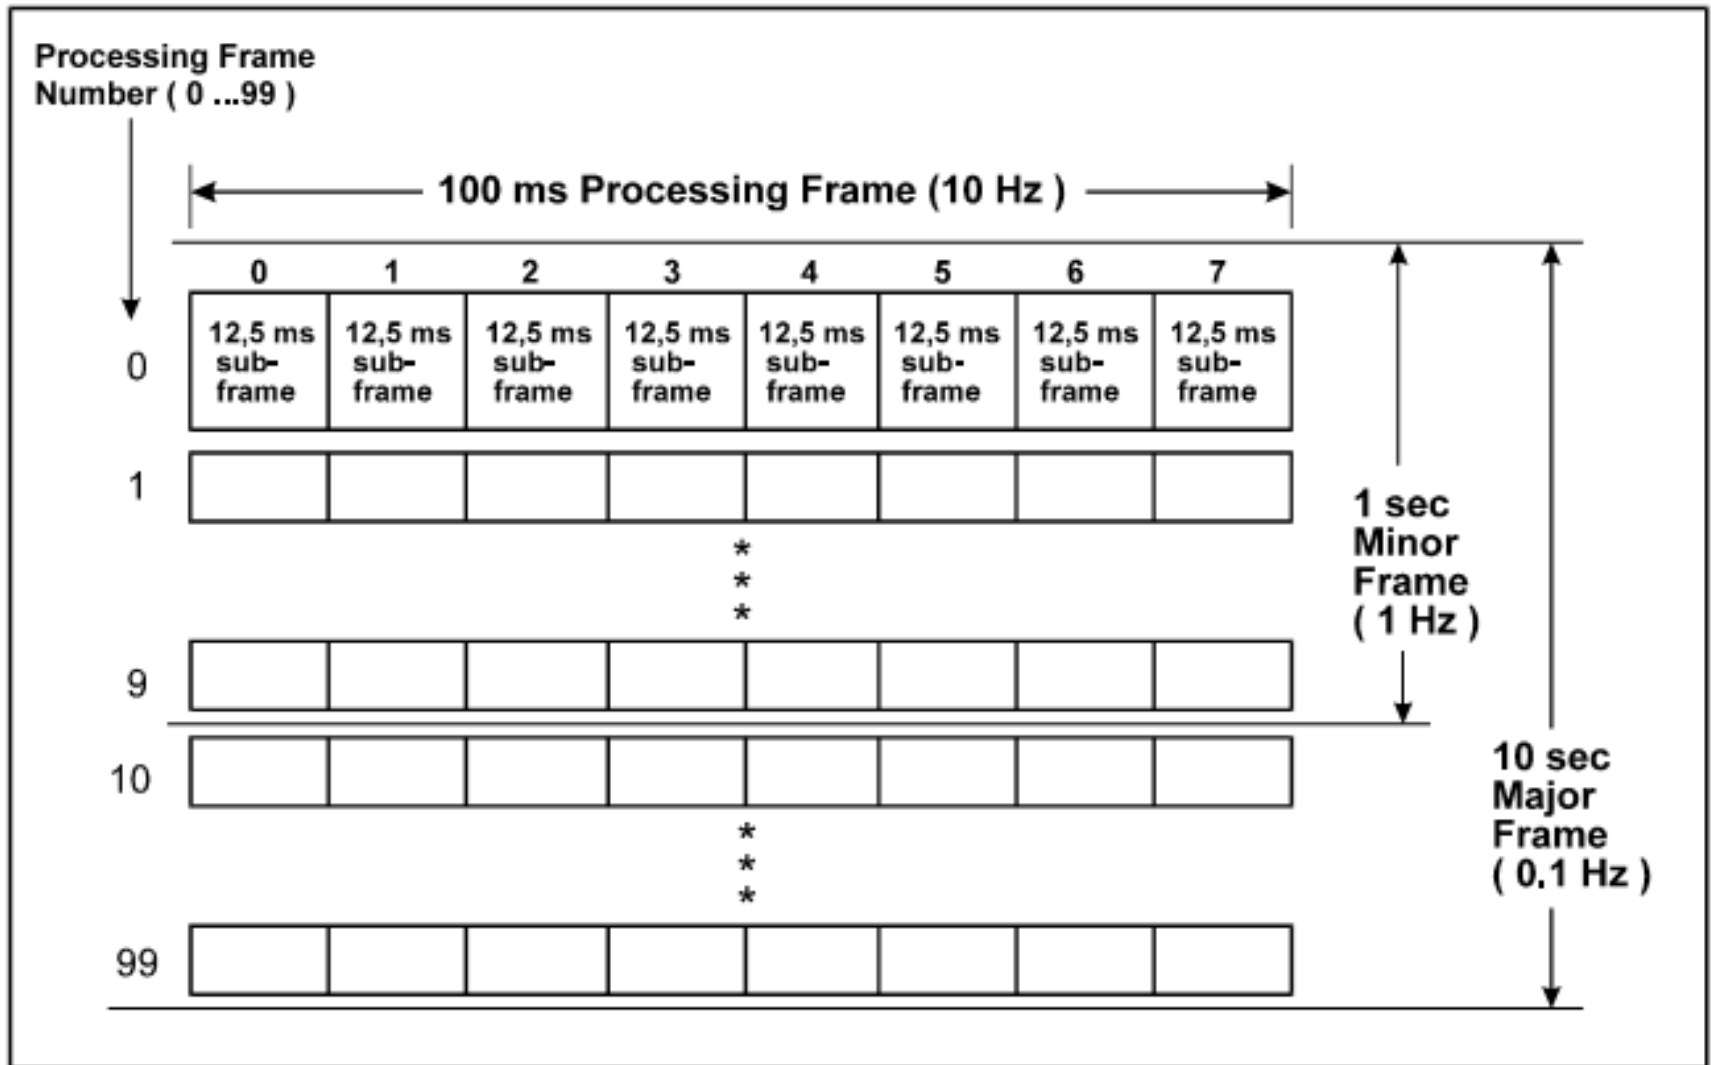 Processing Frame
Number ( 0 ...99 )
100 ms Processing Frame (10 Hz )
0 1 2 3 4 5 6 7
0
12,5 ms sub-frame
12,5 ms sub-frame
12,5 ms sub-frame
12,5 ms sub-frame
12,5 ms sub-frame
12,5 ms sub-frame
12,5 ms sub-frame
12,5 ms sub-frame
1
*
*
*
9
1 sec
Minor
Frame
( 1 Hz )
10
*
*
*
99
10 sec
Major
Frame
( 0.1 Hz )